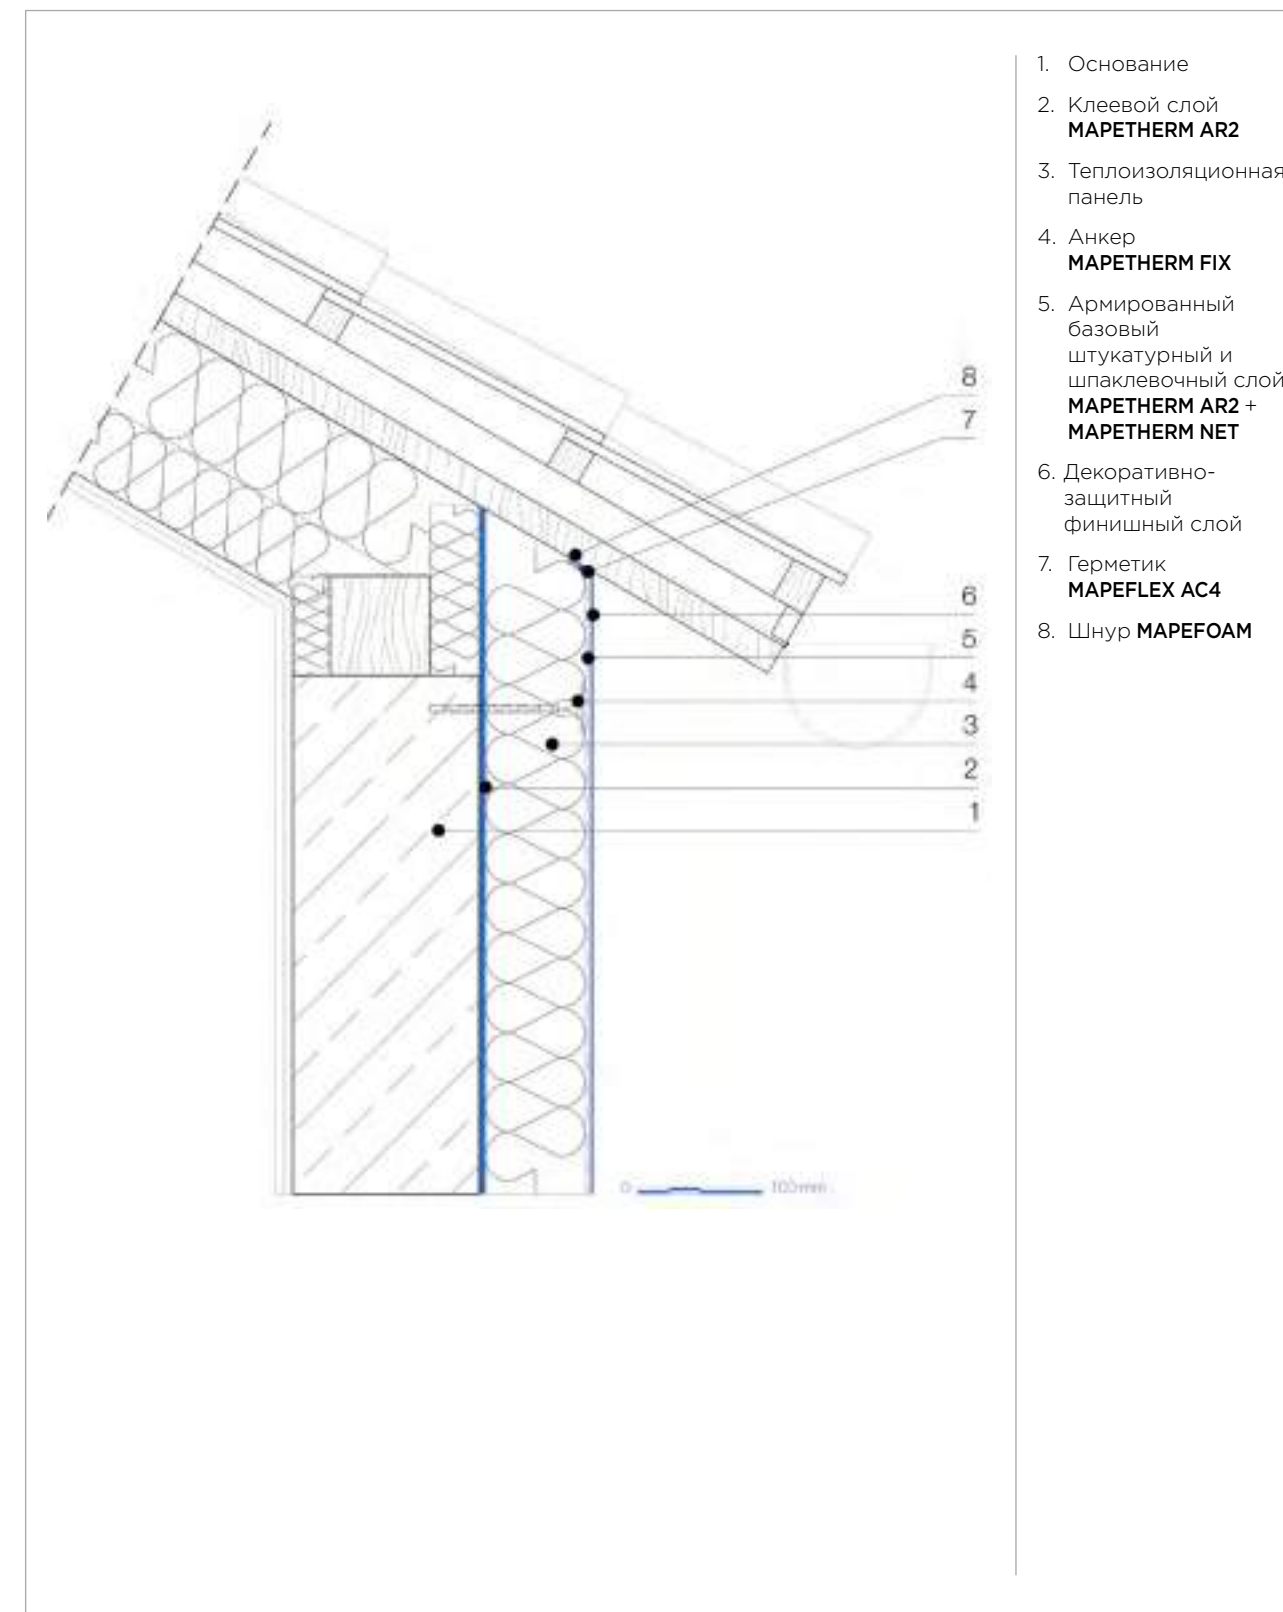 1. Основание
2. Клеевой слой
MAPETHERM AR2
3. Теплоизоляционная
панель
4. Анкер
MAPETHERM FIX
5. Армированный
базовый
штукатурный и
шпаклевочный слой
MAPETHERM AR2 +
MAPETHERM NET
6. Декоративно-
защитный
финишный слой
7. Герметик
MAPEFLEX AC4
8. Шнур MAPEFOAM
8
7
6
5
4
3
2
1
0 100mm